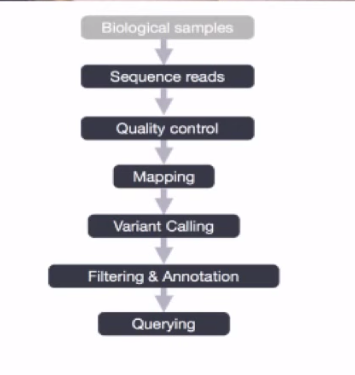 Biological samples
Sequence reads
Quality control
Mapping
Variant Calling
Filtering & Annotation
Querying